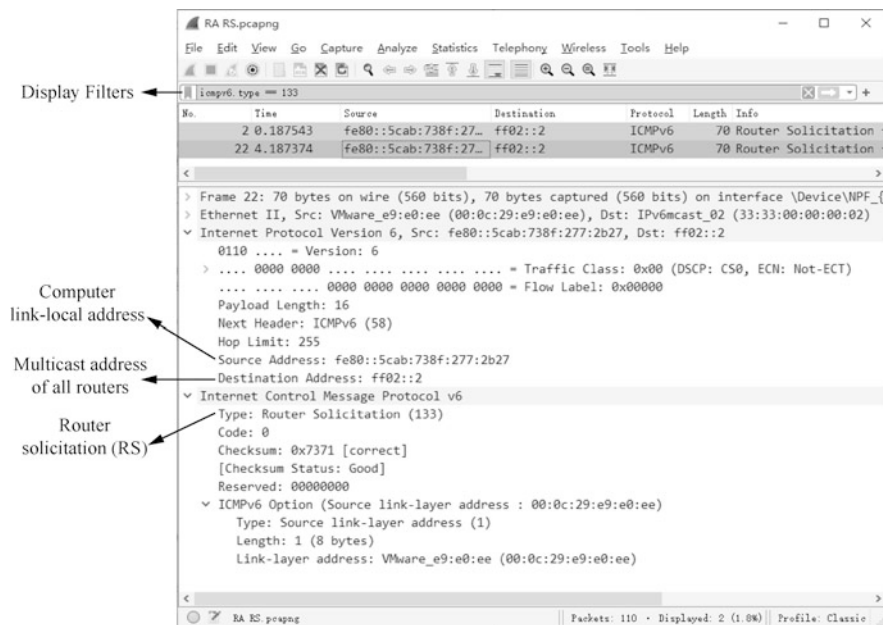 RA RS.pcapng
File Edit View Go Capture Analyze Statistics Telephony Wireless Tools Help
Display Filters
icmpv6.type == 133
No. Time Source Destination Protocol Length Info
2 0.187543 fe80::5cab:738f:27… ff02::2 ICMPv6 70 Router Solicitation
22 4.187374 fe80::5cab:738f:27… ff02::2 ICMPv6 70 Router Solicitation
Frame 22: 70 bytes on wire (560 bits), 70 bytes captured (560 bits) on interface \Device\NPF_{
Ethernet II, Src: VMware_e9:e0:ee (00:0c:29:e9:e0:ee), Dst: IPv6mcast_02 (33:33:00:00:00:02)
Internet Protocol Version 6, Src: fe80::5cab:738f:277:2b27, Dst: ff02::2
0110 .... = Version: 6
.... 0000 0000 .... .... .... .... .... = Traffic Class: 0x00 (DSCP: CS0, ECN: Not-ECT)
.... .... .... 0000 0000 0000 0000 0000 = Flow Label: 0x00000
Payload Length: 16
Next Header: ICMPv6 (58)
Hop Limit: 255
Computer
link-local address
Source Address: fe80::5cab:738f:277:2b27
Multicast address
of all routers
Destination Address: ff02::2
Internet Control Message Protocol v6
Router
solicitation (RS)
Type: Router Solicitation (133)
Code: 0
Checksum: 0x7371 [correct]
[Checksum Status: Good]
Reserved: 00000000
ICMPv6 Option (Source link-layer address : 00:0c:29:e9:e0:ee)
Type: Source link-layer address (1)
Length: 1 (8 bytes)
Link-layer address: VMware_e9:e0:ee (00:0c:29:e9:e0:ee)
RA RS.pcapng
Packets: 110 · Displayed: 2 (1.8%)
Profile: Classic